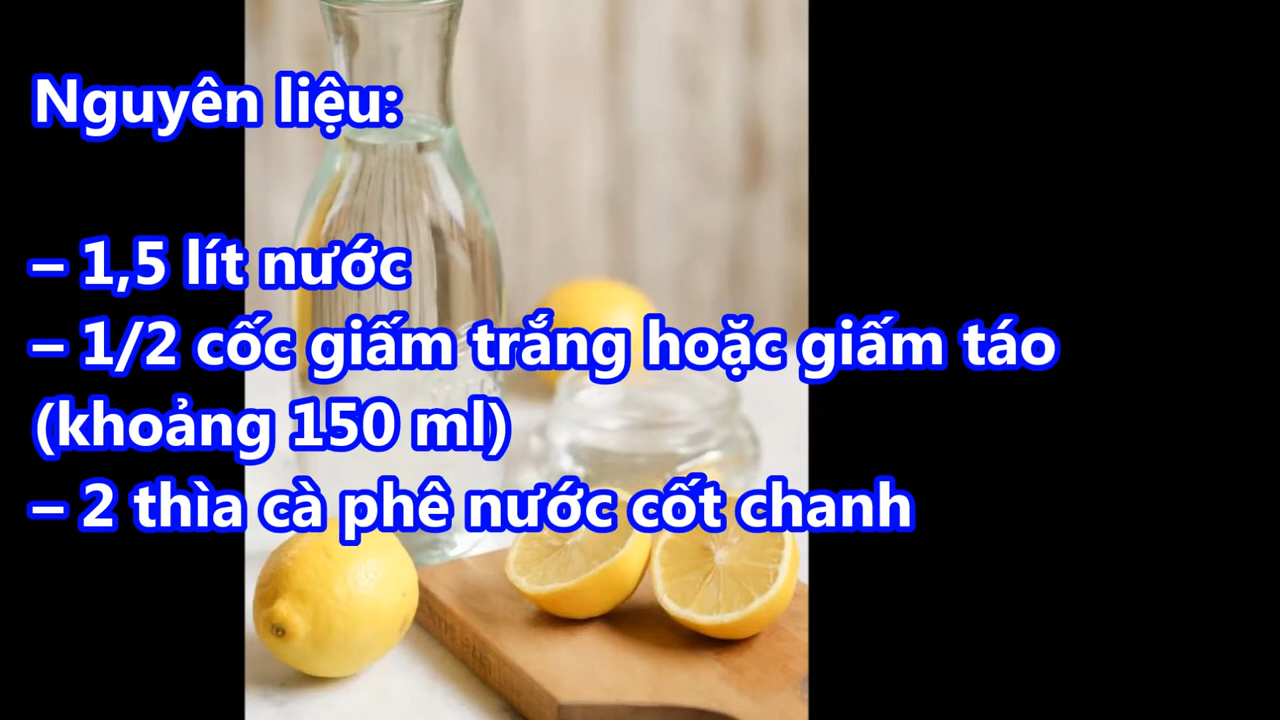 Nguyên liệu:
– 1,5 lít nước
– 1/2 cốc giấm trắng hoặc giấm táo
(khoảng 150 ml)
– 2 thìa cà phê nước cốt chanh